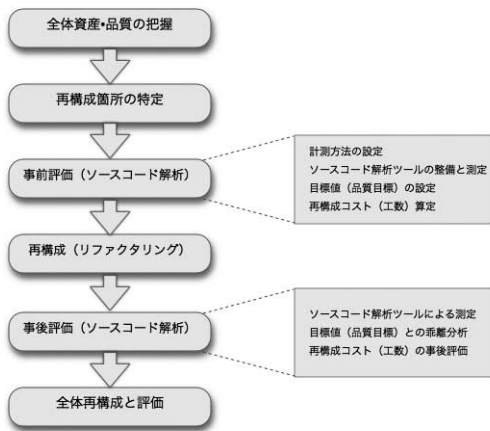 全体資産・品質の把握
再構成箇所の特定
事前評価（ソースコード解析）
計測方法の設定
ソースコード解析ツールの整備と測定
目標値（品質目標）の設定
再構成コスト（工数）算定
再構成（リファクタリング）
事後評価（ソースコード解析）
ソースコード解析ツールによる測定
目標値（品質目標）との乖離分析
再構成コスト（工数）の事後評価
全体再構成と評価